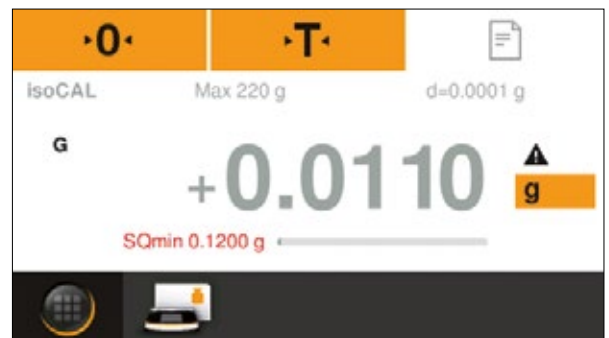 0 T
isoCAL Max 220 g d=0.0001 g
G
+0.0110 g
SQmin 0.1200 g